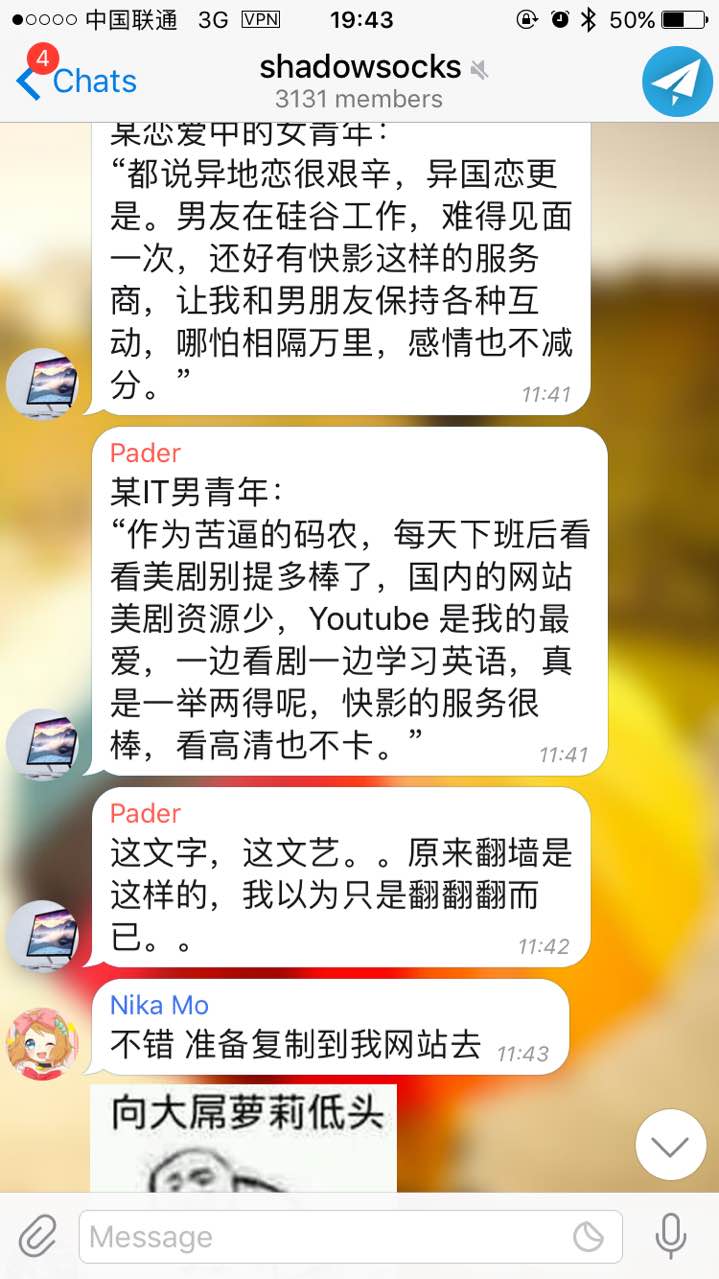 中国联通 3G VPN 19:43 50%
4
Chats
shadowsocks
3131 members
某恋爱中的女青年：
“都说异地恋很艰辛，异国恋更
是。男友在硅谷工作，难得见面
一次，还好有快影这样的服务
商，让我和男朋友保持各种互
动，哪怕相隔万里，感情也不减
分。”
11:41
Pader
某IT男青年：
“作为苦逼的码农，每天下班后看
看美剧别提多棒了，国内的网站
美剧资源少，Youtube 是我的最
爱，一边看剧一边学习英语，真
是一举两得呢，快影的服务很
棒，看高清也不卡。”
11:41
Pader
这文字，这文艺。。原来翻墙是
这样的，我以为只是翻翻翻而
已。。
11:42
Nika Mo
不错 准备复制到我网站去
11:43
向大屌萝莉低头
Message